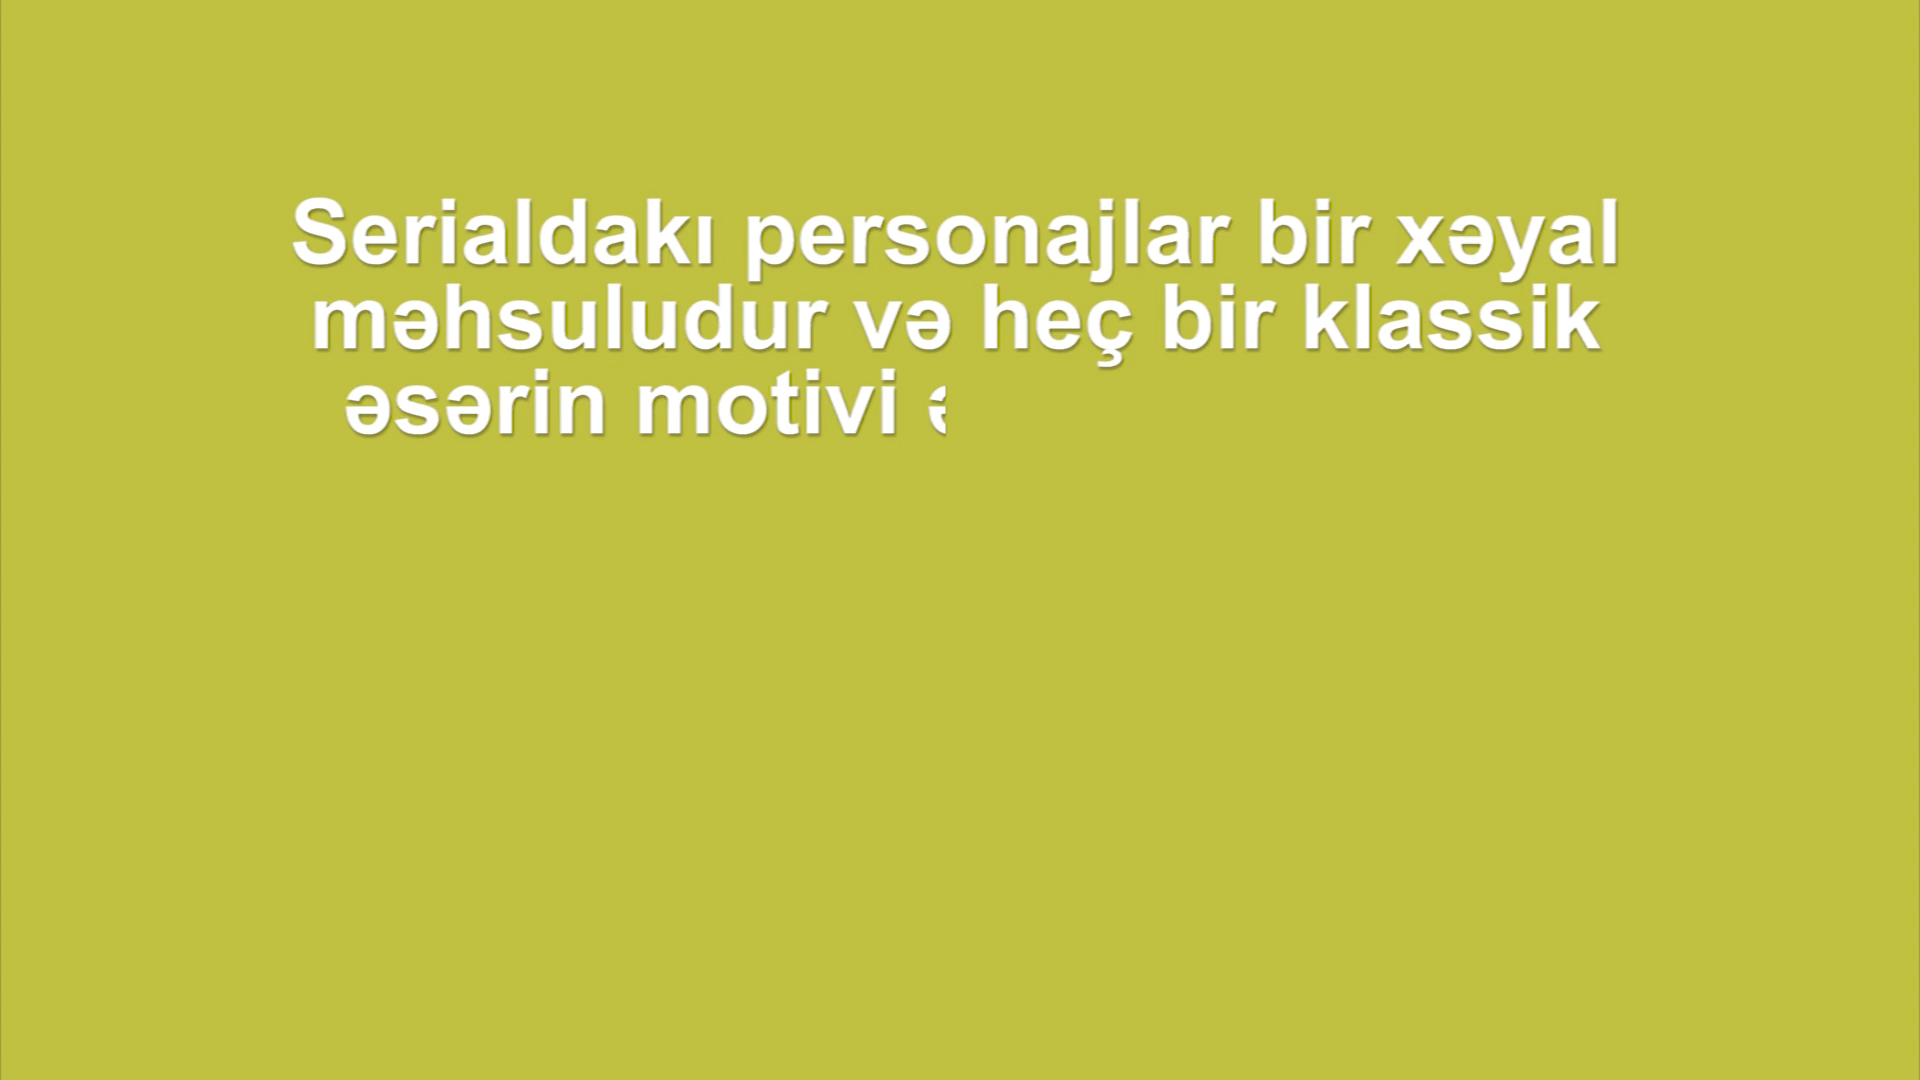 Serialdakı personajlar bir xəyal
məhsuludur və heç bir klassik
əsərin motivi